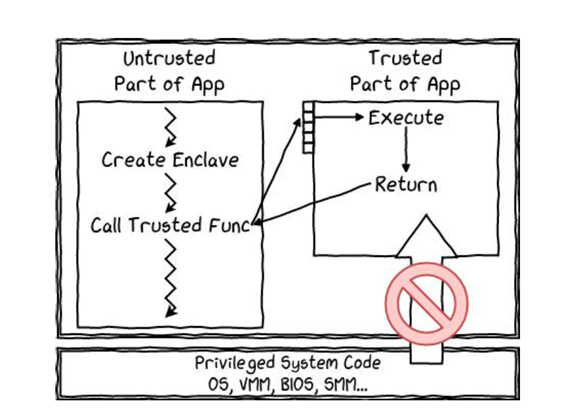 Untrusted
Part of App
Trusted
Part of App
Create Enclave
Call Trusted Func
Execute
Return
Privileged System Code
OS, VMM, BIOS, SMM...